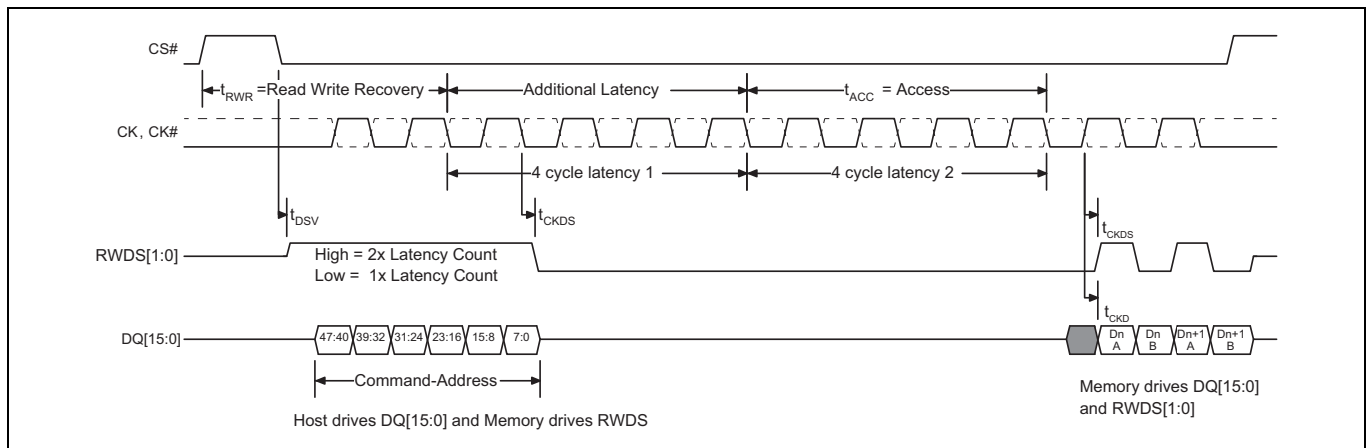 CS#
tRWR =Read Write Recovery
Additional Latency
tACC = Access
CK, CK#
4 cycle latency 1
4 cycle latency 2
tDSV
tCKDS
tCKDS
RWDS[1:0]
High = 2x Latency Count
Low = 1x Latency Count
tCKD
DQ[15:0]
47:40 39:32 31:24 23:16 15:8 7:0
Dn A
Dn B
Dn+1 A
Dn+1 B
Command-Address
Memory drives DQ[15:0]
and RWDS[1:0]
Host drives DQ[15:0] and Memory drives RWDS